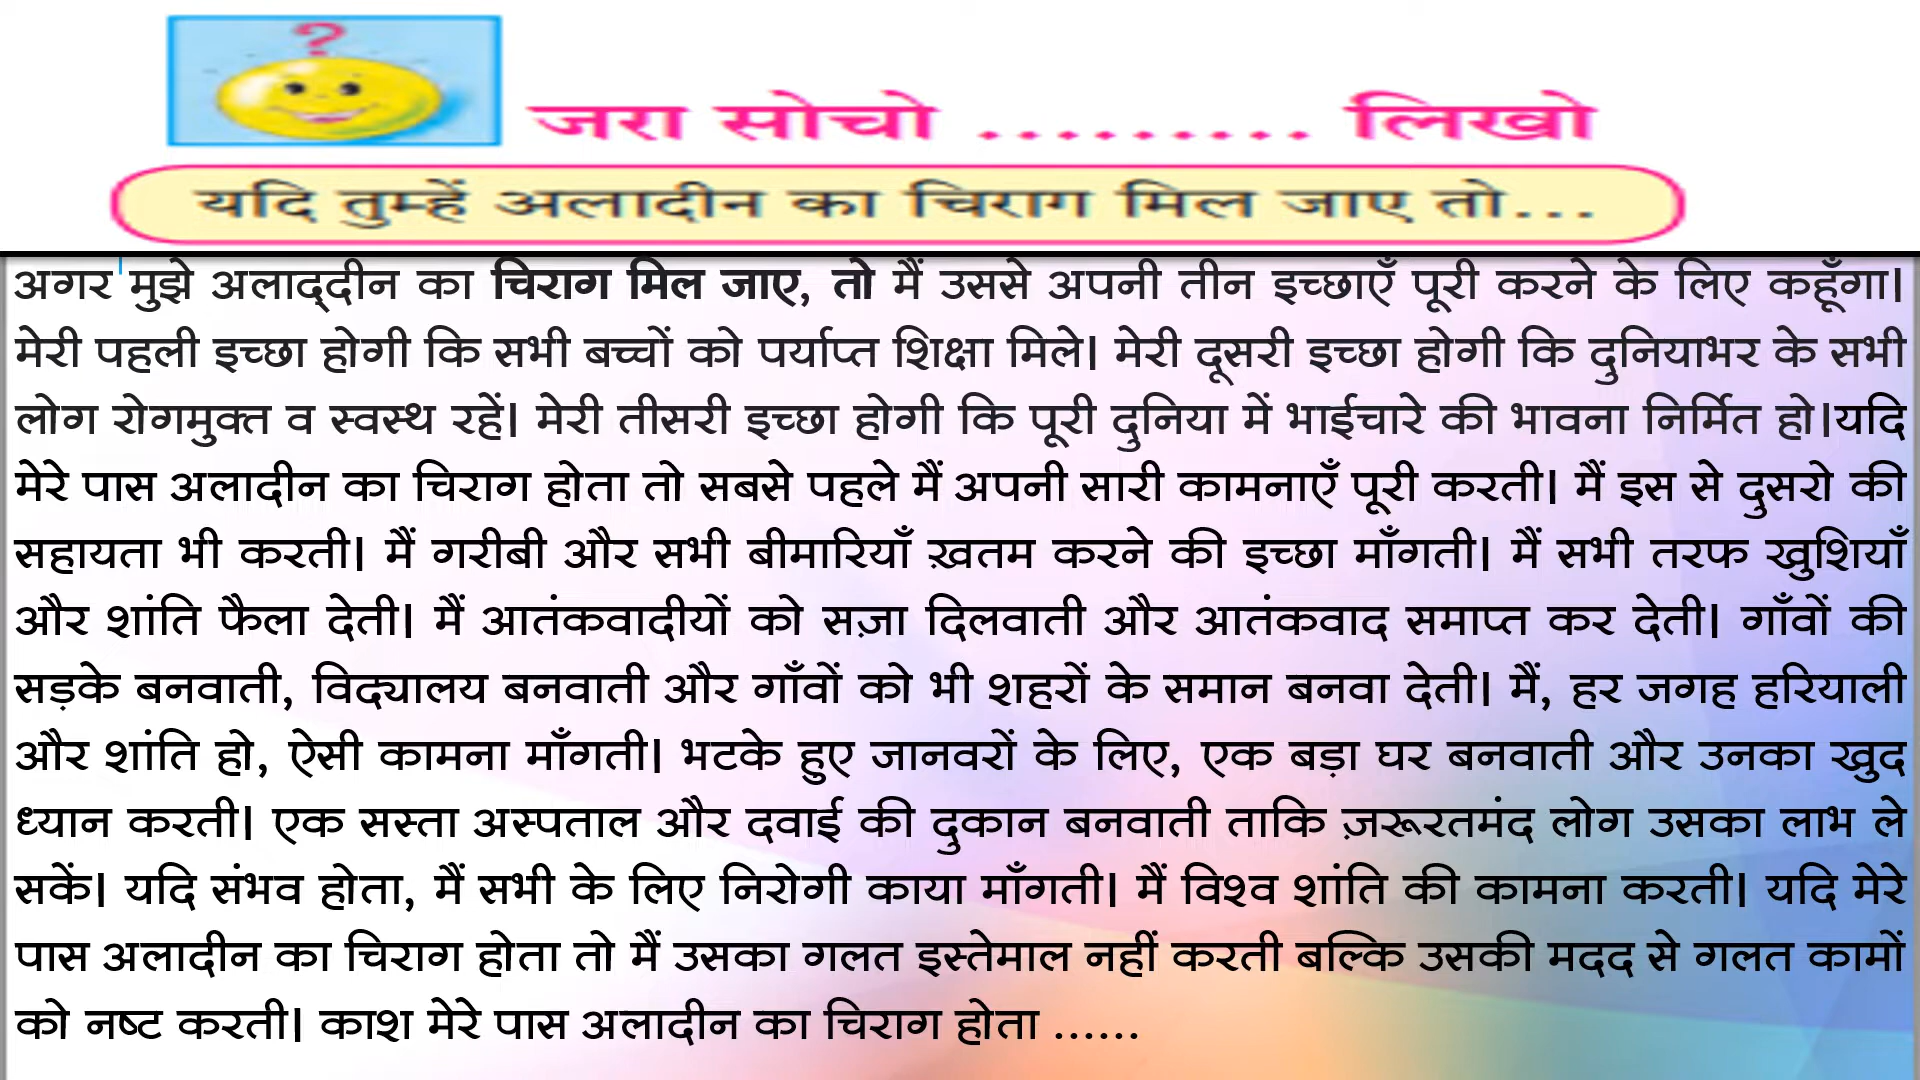 ?
जरा सोचो .......... लिखो
यदि तुम्हें अलादीन का चिराग मिल जाए तो...
अगर मुझे अलाद्दीन का चिराग मिल जाए, तो मैं उससे अपनी तीन इच्छाएँ पूरी करने के लिए कहूँगा।
मेरी पहली इच्छा होगी कि सभी बच्चों को पर्याप्त शिक्षा मिले। मेरी दूसरी इच्छा होगी कि दुनियाभर के सभी
लोग रोगमुक्त व स्वस्थ रहें। मेरी तीसरी इच्छा होगी कि पूरी दुनिया में भाईचारे की भावना निर्मित हो।यदि
मेरे पास अलादीन का चिराग होता तो सबसे पहले मैं अपनी सारी कामनाएँ पूरी करती। मैं इस से दुसरो की
सहायता भी करती। मैं गरीबी और सभी बीमारियाँ ख़तम करने की इच्छा माँगती। मैं सभी तरफ खुशियाँ
और शांति फैला देती। मैं आतंकवादीयों को सज़ा दिलवाती और आतंकवाद समाप्त कर देती। गाँवों की
सड़के बनवाती, विद्यालय बनवाती और गाँवों को भी शहरों के समान बनवा देती। मैं, हर जगह हरियाली
और शांति हो, ऐसी कामना माँगती। भटके हुए जानवरों के लिए, एक बड़ा घर बनवाती और उनका खुद
ध्यान करती। एक सस्ता अस्पताल और दवाई की दुकान बनवाती ताकि ज़रूरतमंद लोग उसका लाभ ले
सकें। यदि संभव होता, मैं सभी के लिए निरोगी काया माँगती। मैं विश्व शांति की कामना करती। यदि मेरे
पास अलादीन का चिराग होता तो मैं उसका गलत इस्तेमाल नहीं करती बल्कि उसकी मदद से गलत कामों
को नष्ट करती। काश मेरे पास अलादीन का चिराग होता ......